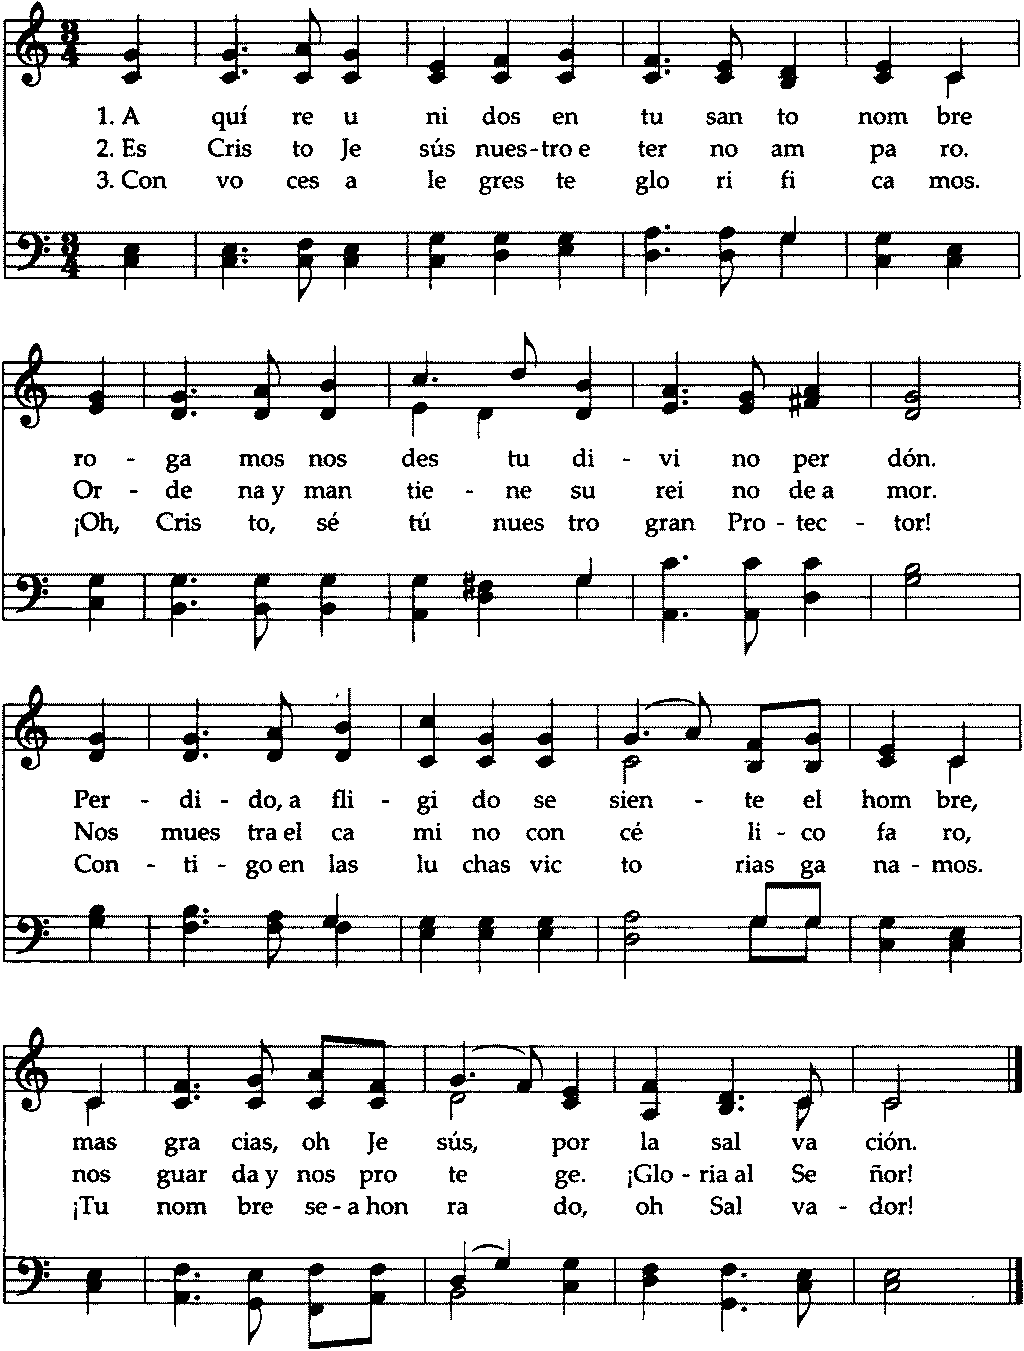 1. A quí re u ni dos en tu san to nom bre
2. Es Cris to Je sús nues-tro e ter no am pa ro.
3. Con vo ces a le gres te glo ri fi ca mos.
ro - ga mos nos des tu di - vi no per dón.
Or - de na y man tie - ne su rei no de a mor.
¡Oh, Cris to, sé tú nues tro gran Pro - tec - tor!
Per - di - do, a fli - gi do se sien - te el hom bre,
Nos mues tra el ca mi no con cé li - co fa ro,
Con - ti - go en las lu chas vic to rias ga na - mos.
mas gra cias, oh Je sús, por la sal va ción.
nos guar da y nos pro te ge. ¡Glo - ria al Se ñor!
¡Tu nom bre se - a hon ra do, oh Sal va - dor!